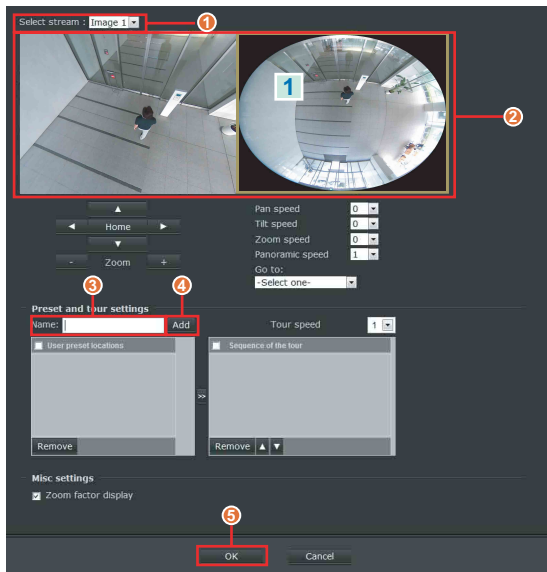 Select stream : Image 1
1
2
1
▲
◄ Home ►
▼
- Zoom +
Pan speed 0
Tilt speed 0
Zoom speed 0
Panoramic speed 1
Go to:
-Select one-
3
4
Preset and tour settings
Name: Add
Tour speed 1
User preset locations
Sequence of the tour
>>
Remove
Remove ▲ ▼
Misc settings
Zoom factor display
5
OK
Cancel